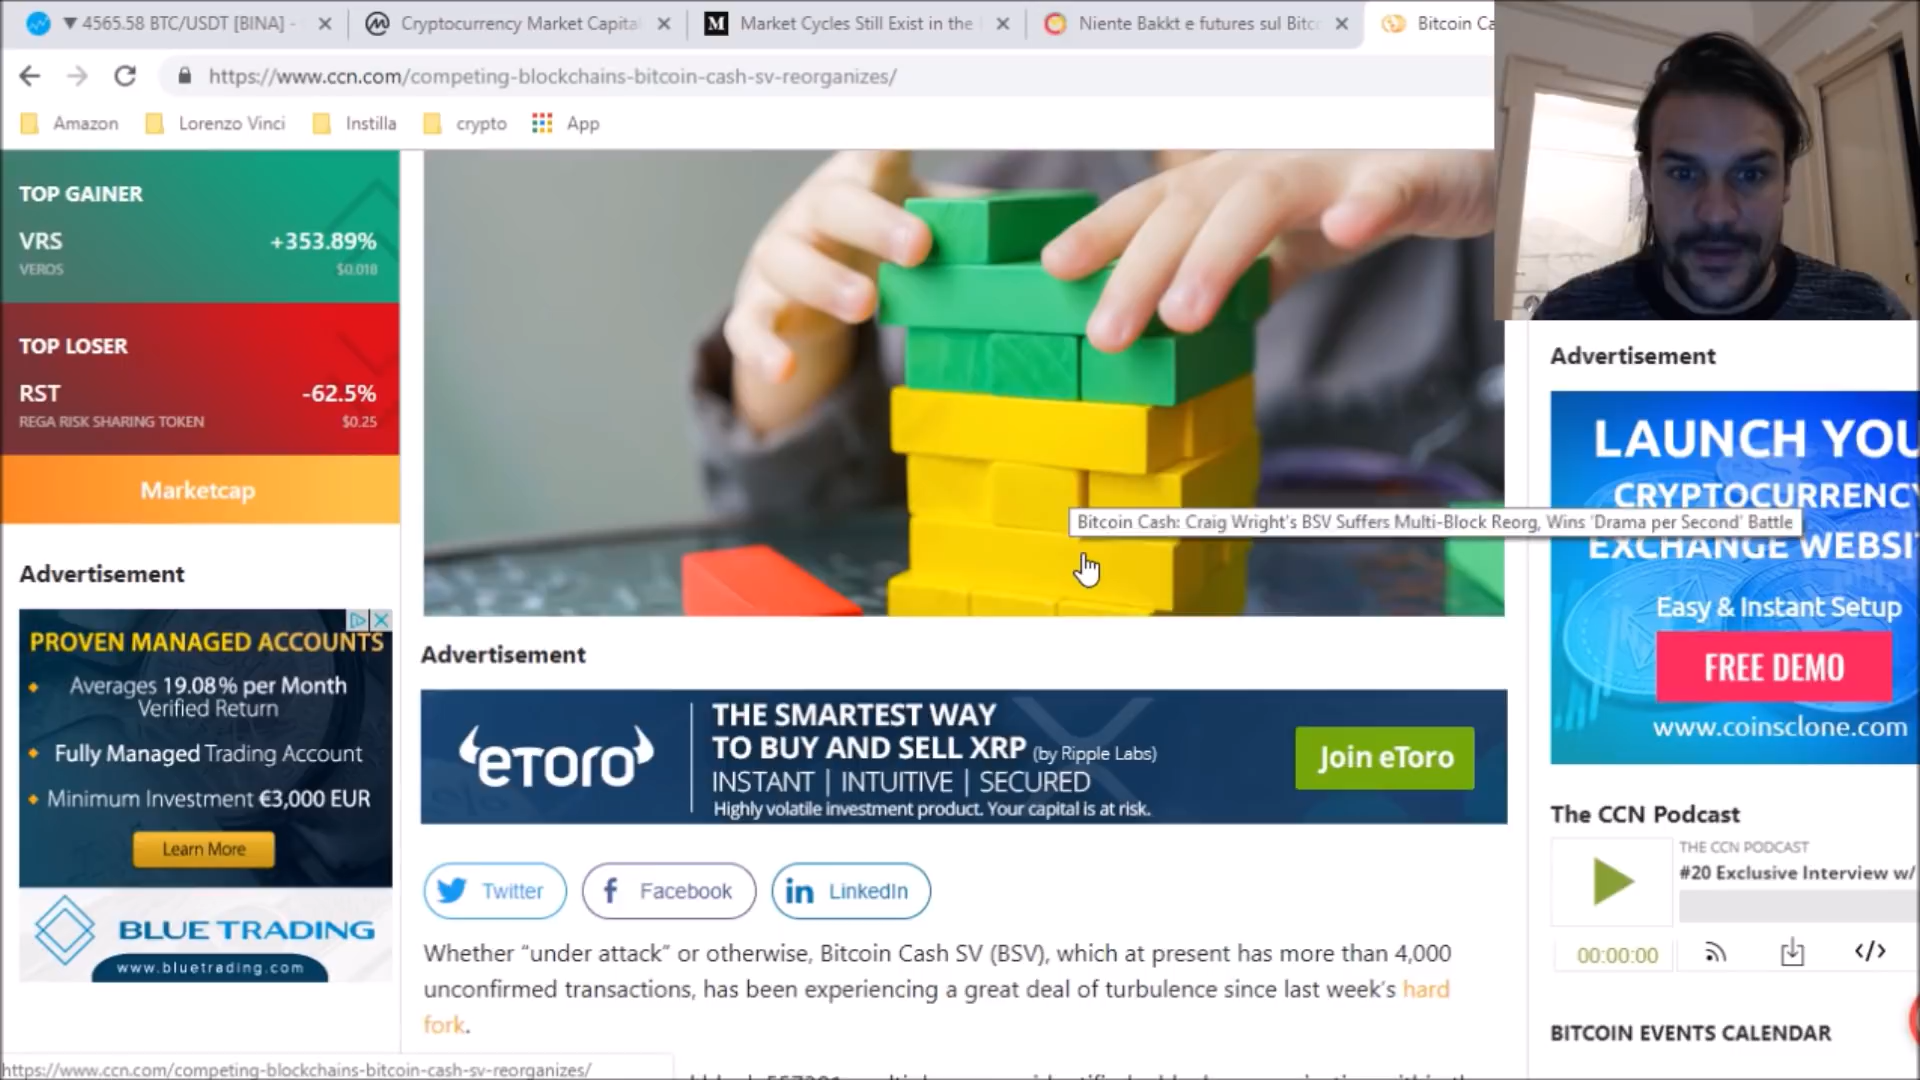 ▼ 4565.58 BTC/USDT [BINA] -
Cryptocurrency Market Capital
Market Cycles Still Exist in the
Niente Bakkt e futures sul Bitc
Bitcoin Ca
https://www.ccn.com/competing-blockchains-bitcoin-cash-sv-reorganizes/
Amazon
Lorenzo Vinci
Instilla
crypto
App
TOP GAINER
VRS +353.89%
VEROS $0.018
TOP LOSER
RST -62.5%
REGA RISK SHARING TOKEN $0.25
Marketcap
Advertisement
PROVEN MANAGED ACCOUNTS
Averages 19.08% per Month
Verified Return
Fully Managed Trading Account
Minimum Investment €3,000 EUR
Learn More
BLUE TRADING
www.bluetrading.com
Bitcoin Cash: Craig Wright's BSV Suffers Multi-Block Reorg, Wins 'Drama per Second' Battle
Advertisement
eToro
THE SMARTEST WAY
TO BUY AND SELL XRP (by Ripple Labs)
INSTANT | INTUITIVE | SECURED
Highly volatile investment product. Your capital is at risk.
Join eToro
Twitter
Facebook
LinkedIn
Whether “under attack” or otherwise, Bitcoin Cash SV (BSV), which at present has more than 4,000
unconfirmed transactions, has been experiencing a great deal of turbulence since last week’s hard
fork.
Advertisement
LAUNCH YOU
CRYPTOCURRENCY
EXCHANGE WEBSI
Easy & Instant Setup
FREE DEMO
www.coinsclone.com
The CCN Podcast
THE CCN PODCAST
#20 Exclusive Interview w/
00:00:00
BITCOIN EVENTS CALENDAR
https://www.ccn.com/competing-blockchains-bitcoin-cash-sv-reorganizes/